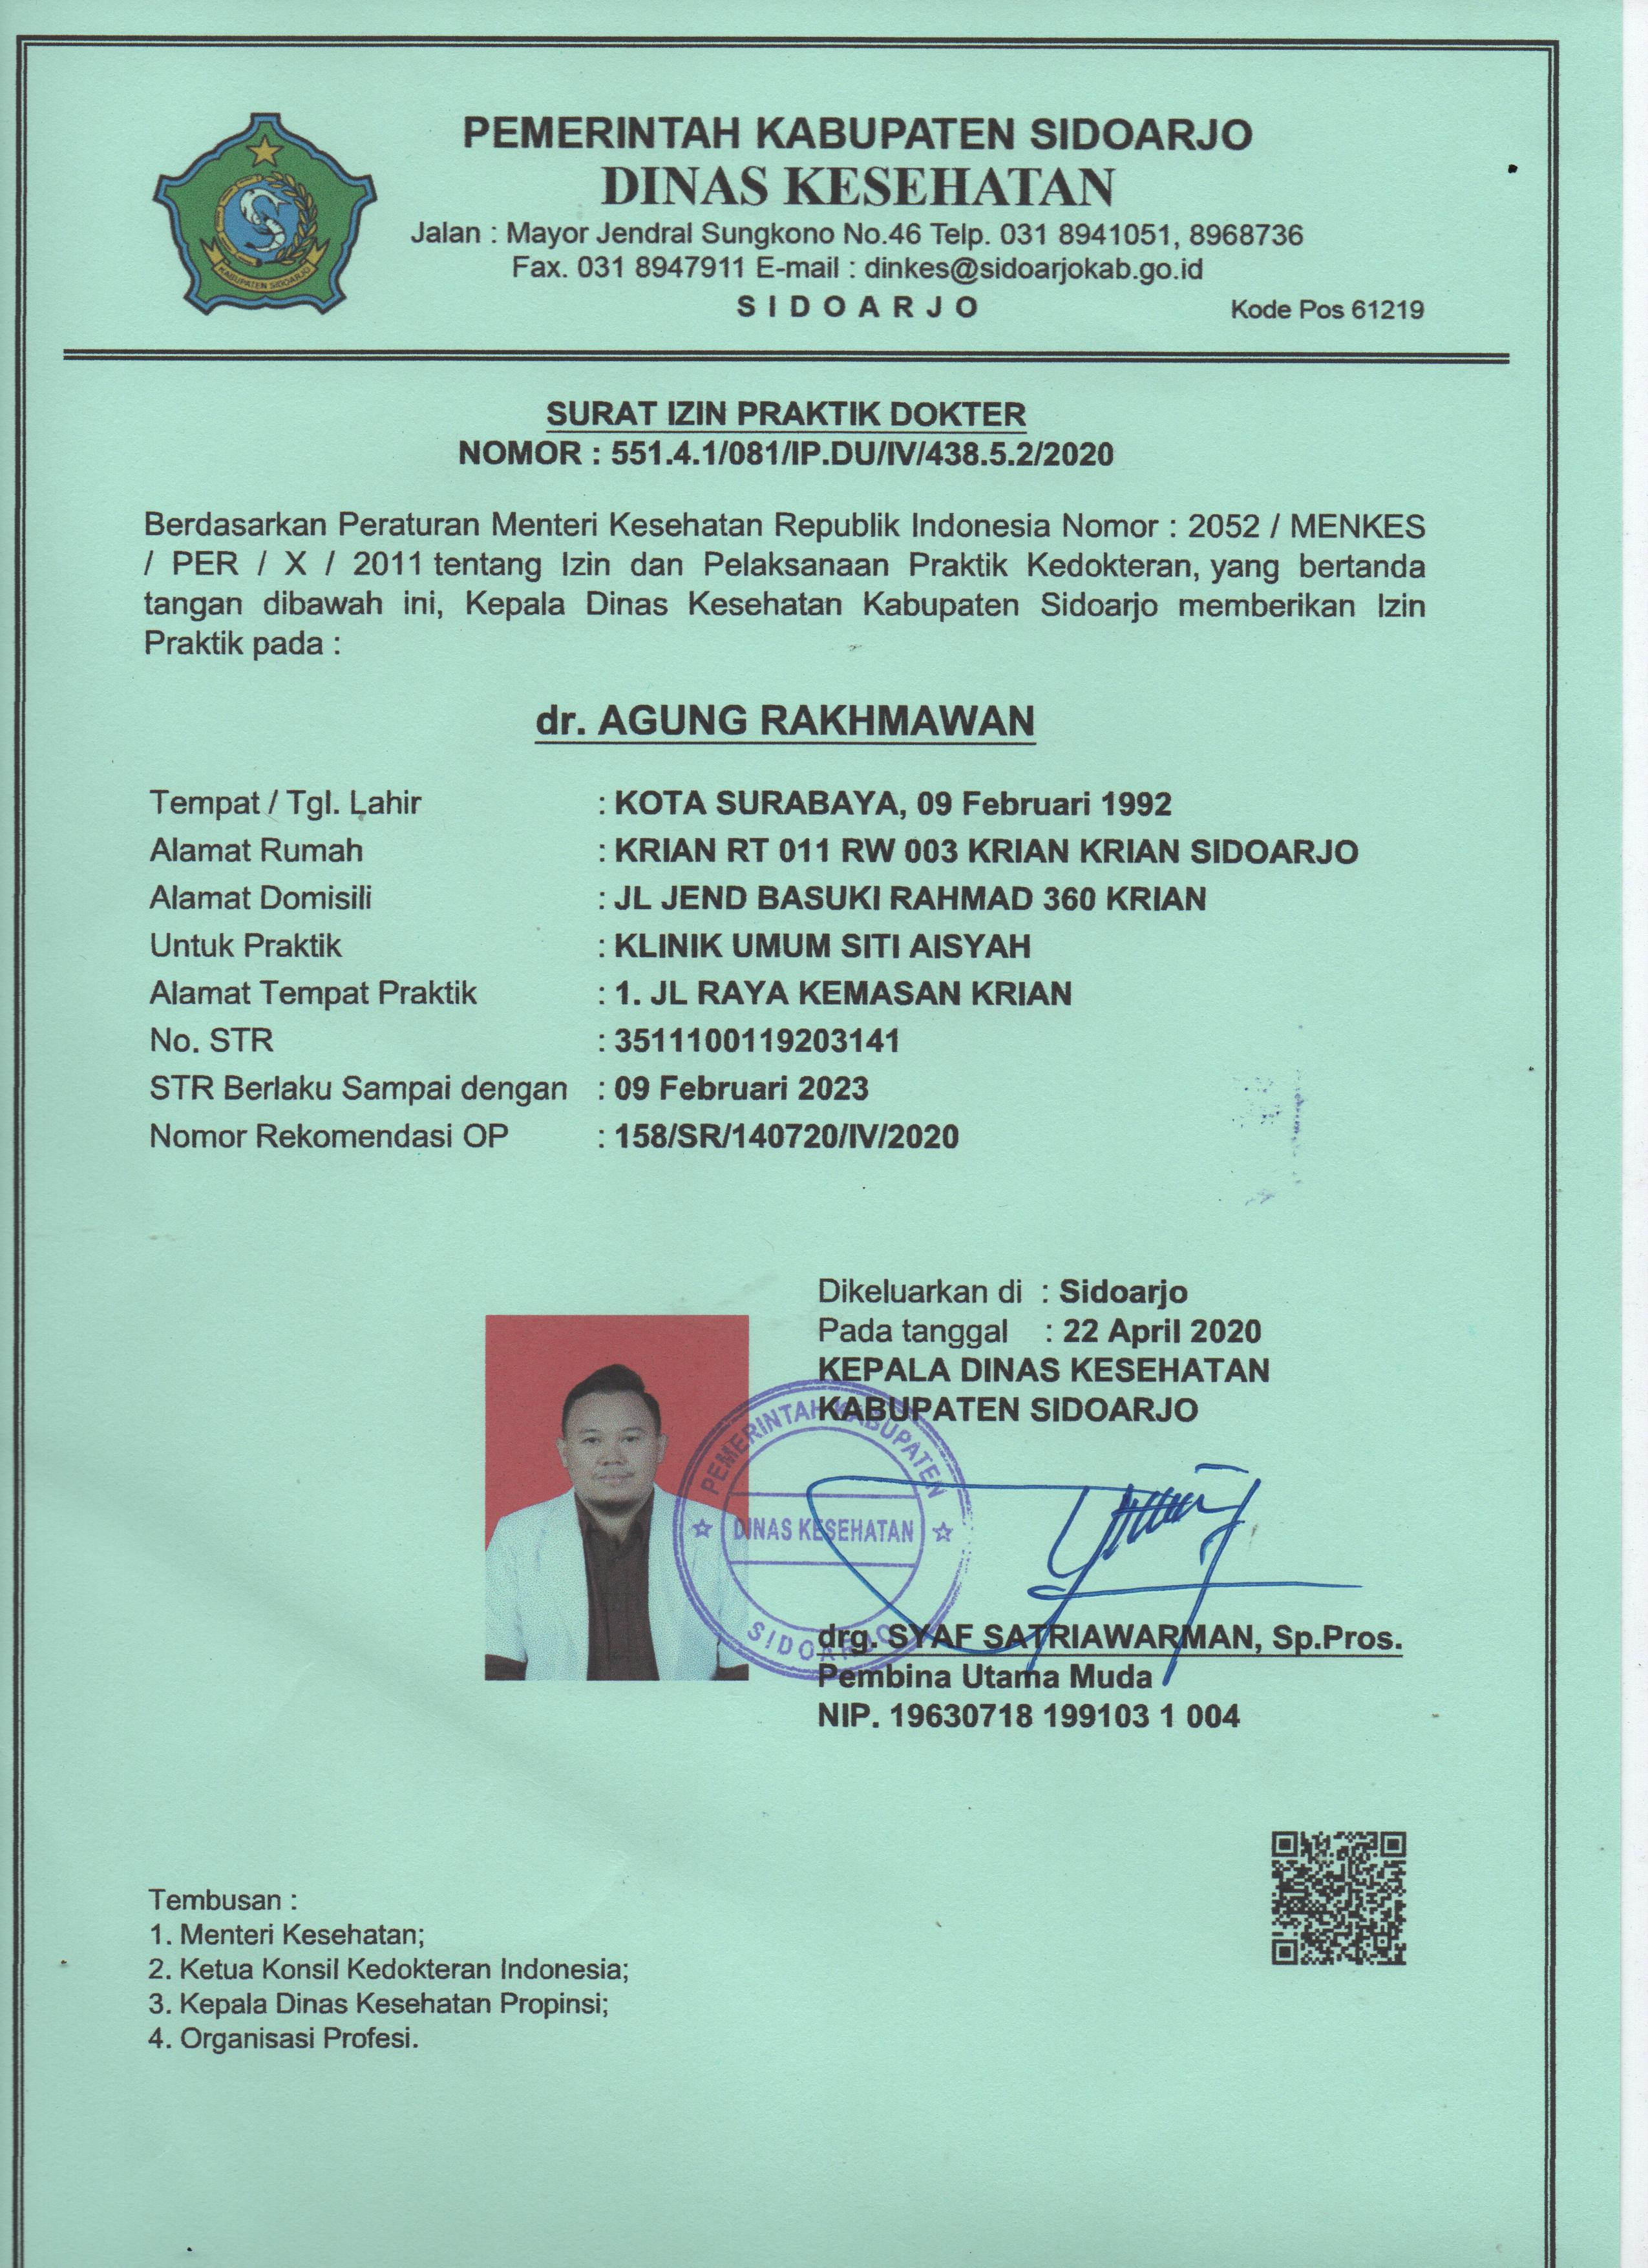 PEMERINTAH KABUPATEN SIDOARJO
DINAS KESEHATAN
Jalan : Mayor Jendral Sungkono No.46 Telp. 031 8941051, 8968736
Fax. 031 8947911 E-mail : dinkes@sidoarjokab.go.id
SIDOARJO
Kode Pos 61219
KABUPATEN SIDOARJO
SURAT IZIN PRAKTIK DOKTER
NOMOR : 551.4.1/081/IP.DU/IV/438.5.2/2020
Berdasarkan Peraturan Menteri Kesehatan Republik Indonesia Nomor : 2052 / MENKES
/ PER / X / 2011 tentang Izin dan Pelaksanaan Praktik Kedokteran, yang bertanda
tangan dibawah ini, Kepala Dinas Kesehatan Kabupaten Sidoarjo memberikan Izin
Praktik pada :
dr. AGUNG RAKHMAWAN
Tempat / Tgl. Lahir : KOTA SURABAYA, 09 Februari 1992
Alamat Rumah : KRIAN RT 011 RW 003 KRIAN KRIAN SIDOARJO
Alamat Domisili : JL JEND BASUKI RAHMAD 360 KRIAN
Untuk Praktik : KLINIK UMUM SITI AISYAH
Alamat Tempat Praktik : 1. JL RAYA KEMASAN KRIAN
No. STR : 3511100119203141
STR Berlaku Sampai dengan : 09 Februari 2023
Nomor Rekomendasi OP : 158/SR/140720/IV/2020
Dikeluarkan di : Sidoarjo
Pada tanggal : 22 April 2020
KEPALA DINAS KESEHATAN
KABUPATEN SIDOARJO
PEMERINTAH KABUPATEN
DINAS KESEHATAN
SIDOARJO
drg. SYAF SATRIAWARMAN, Sp.Pros.
Pembina Utama Muda
NIP. 19630718 199103 1 004
Tembusan :
1. Menteri Kesehatan;
2. Ketua Konsil Kedokteran Indonesia;
3. Kepala Dinas Kesehatan Propinsi;
4. Organisasi Profesi.